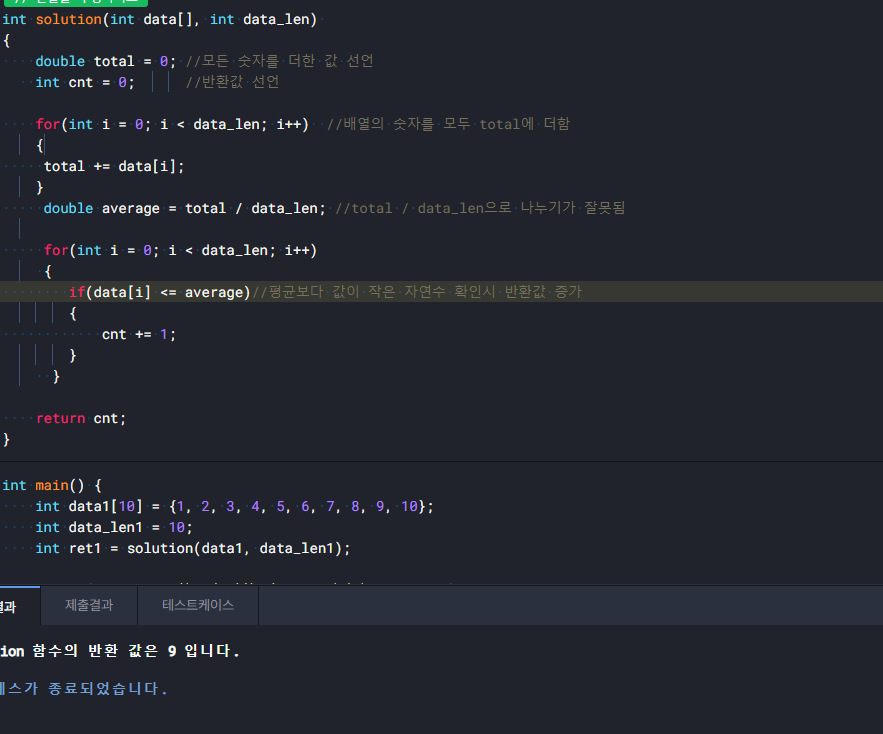 int solution(int data[], int data_len)
{
double total = 0; //모든 숫자를 더한 값 선언
int cnt = 0; //반환값 선언
for(int i = 0; i < data_len; i++) //배열의 숫자를 모두 total에 더함
{
total += data[i];
}
double average = total / data_len; //total / data_len으로 나누기가 잘못됨
for(int i = 0; i < data_len; i++)
{
if(data[i] <= average)//평균보다 값이 작은 자연수 확인시 반환값 증가
{
cnt += 1;
}
}
return cnt;
}
int main() {
int data1[10] = {1, 2, 3, 4, 5, 6, 7, 8, 9, 10};
int data_len1 = 10;
int ret1 = solution(data1, data_len1);
결과 제출결과 테스트케이스
ion 함수의 반환 값은 9 입니다.
세스가 종료되었습니다.